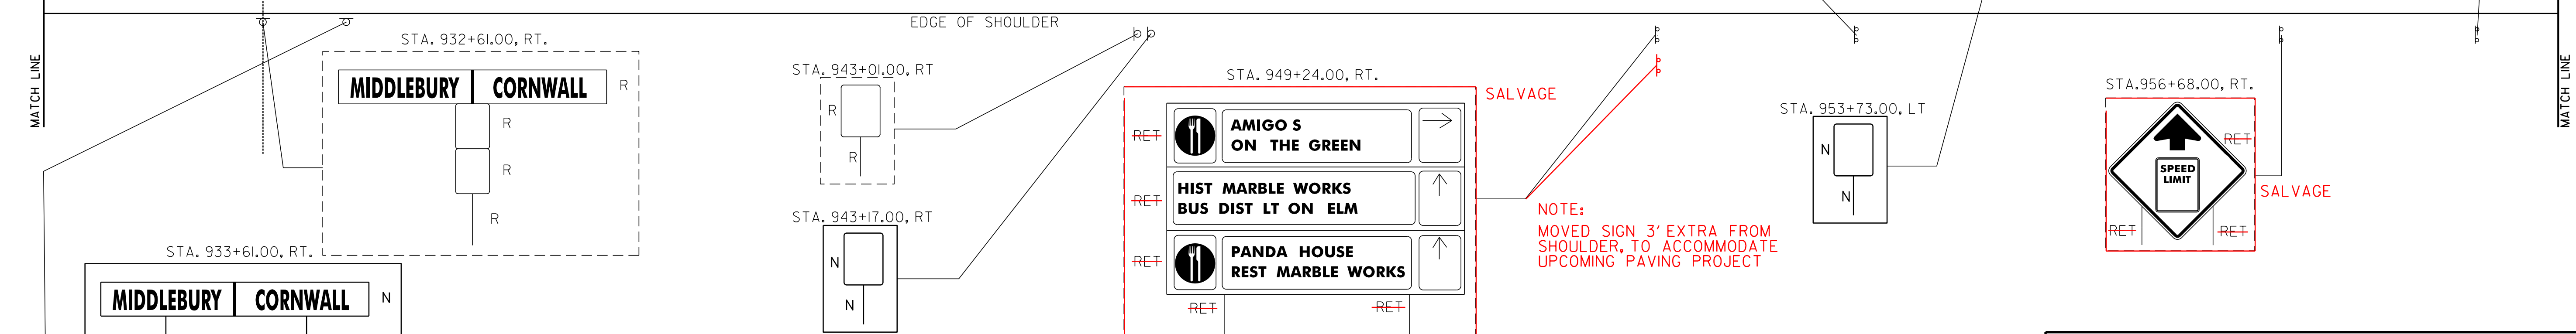 EDGE OF SHOULDER
MATCH LINE
STA. 932+61.00, RT.
MIDDLEBURY CORNWALL R
R
R
R
STA. 933+61.00, RT.
MIDDLEBURY CORNWALL N
STA. 943+01.00, RT
R
R
STA. 943+17.00, RT
N
N
STA. 949+24.00, RT.
SALVAGE
RET
AMIGO S
ON THE GREEN
RET
HIST MARBLE WORKS
BUS DIST LT ON ELM
RET
PANDA HOUSE
REST MARBLE WORKS
RET RET
NOTE:
MOVED SIGN 3' EXTRA FROM
SHOULDER, TO ACCOMMODATE
UPCOMING PAVING PROJECT
STA. 953+73.00, LT
N
N
STA.956+68.00, RT.
RET
SPEED
LIMIT
SALVAGE
RET RET
MATCH LINE